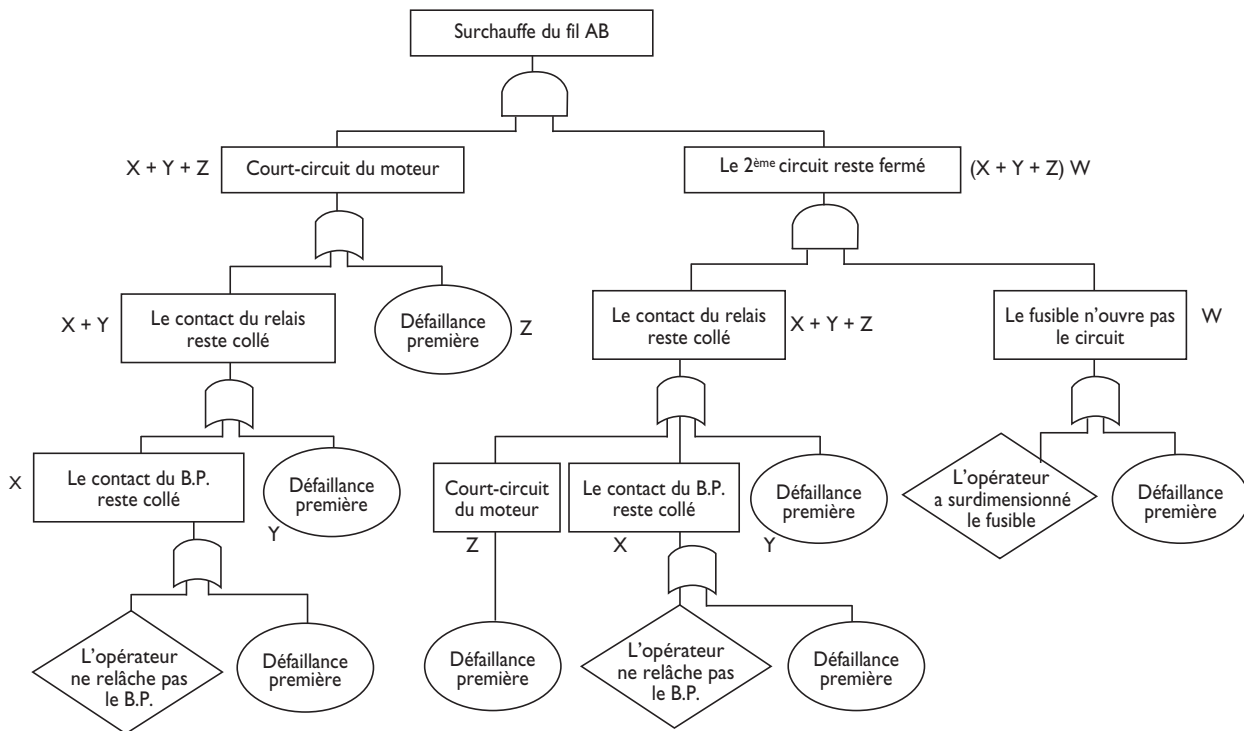 Surchauffe du fil AB
X + Y + Z
Court-circuit du moteur
Le 2ème circuit reste fermé
(X + Y + Z) W
X + Y
Le contact du relais
reste collé
Défaillance
première
Z
Le contact du relais
reste collé
X + Y + Z
Le fusible n'ouvre pas
le circuit
W
X
Le contact du B.P.
reste collé
Défaillance
première
Y
Court-circuit
du moteur
Z
Le contact du B.P.
reste collé
X
Défaillance
première
Y
L'opérateur
a surdimensionné
le fusible
Défaillance
première
L'opérateur
ne relâche pas
le B.P.
Défaillance
première
Défaillance
première
L'opérateur
ne relâche pas
le B.P.
Défaillance
première